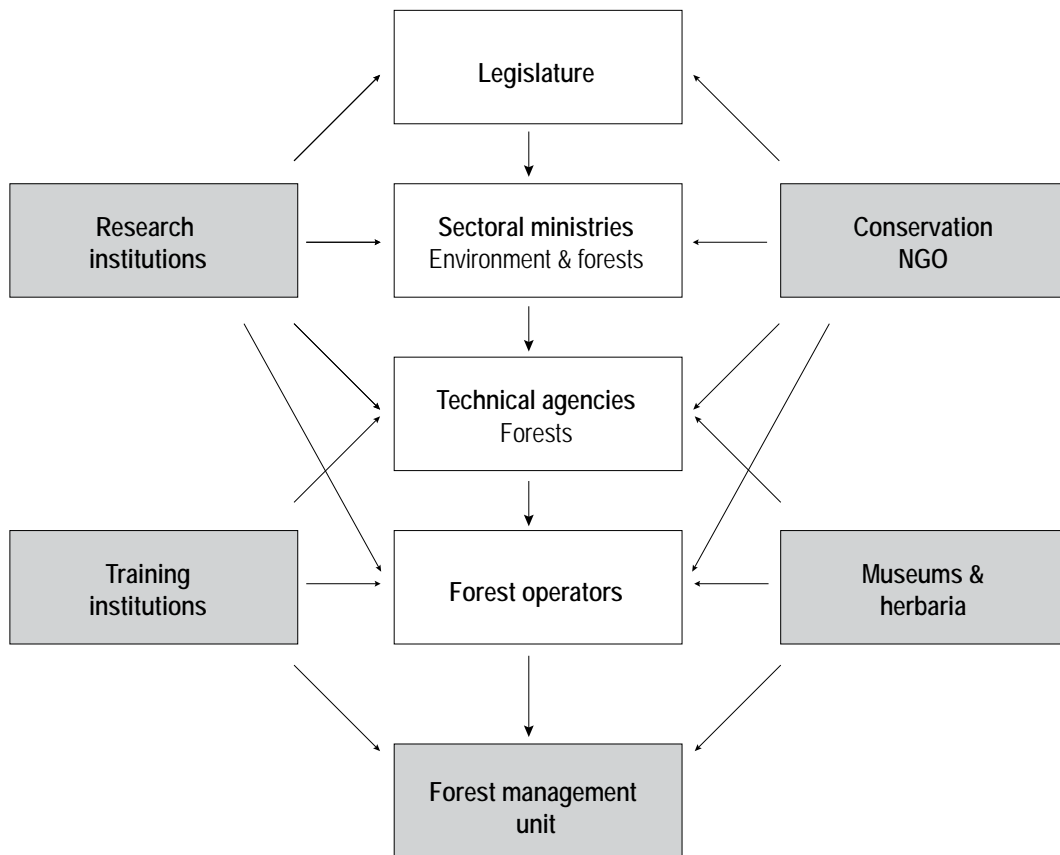 Legislature
Research
institutions
Sectoral ministries
Environment & forests
Conservation
NGO
Technical agencies
Forests
Training
institutions
Forest operators
Museums &
herbaria
Forest management
unit